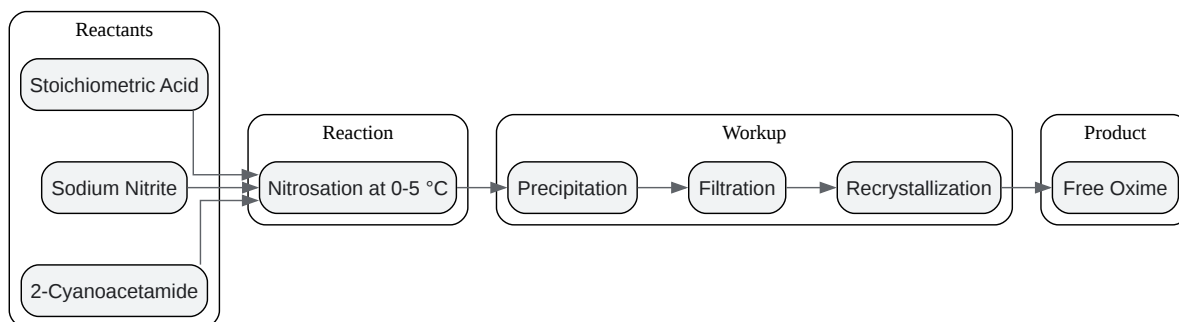 Reactants
Stoichiometric Acid
Sodium Nitrite
2-Cyanoacetamide
Reaction
Nitrosation at 0-5 °C
Workup
Precipitation
Filtration
Recrystallization
Product
Free Oxime